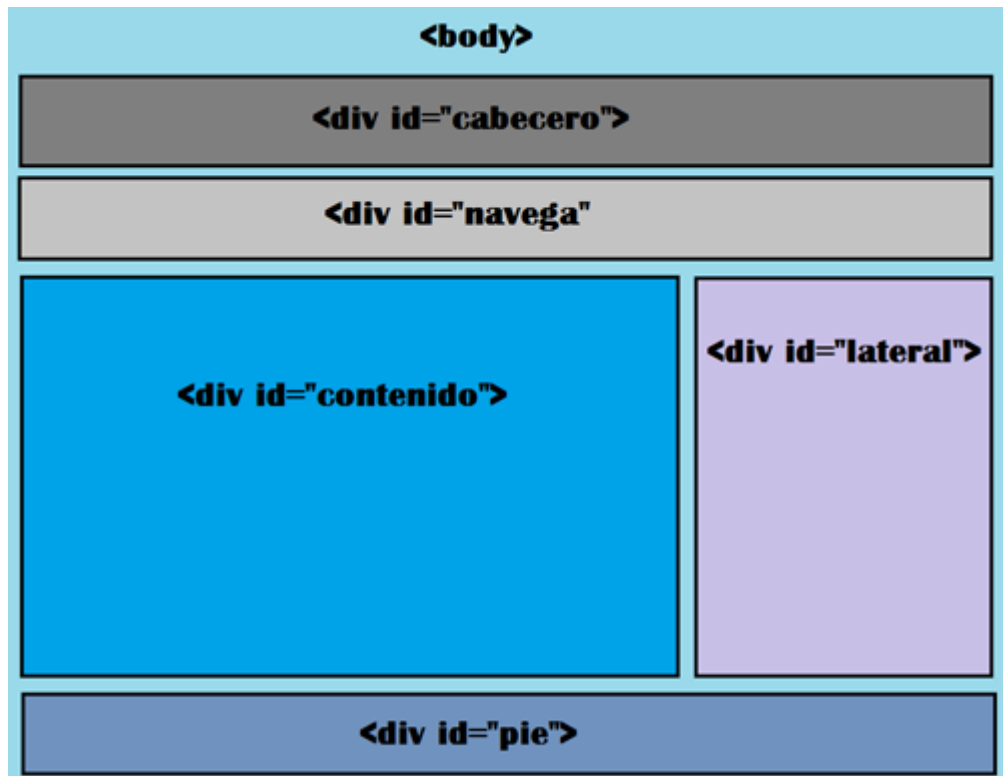 <body>
<div id="cabecero">
<div id="navega"
<div id="contenido">
<div id="lateral">
<div id="pie">